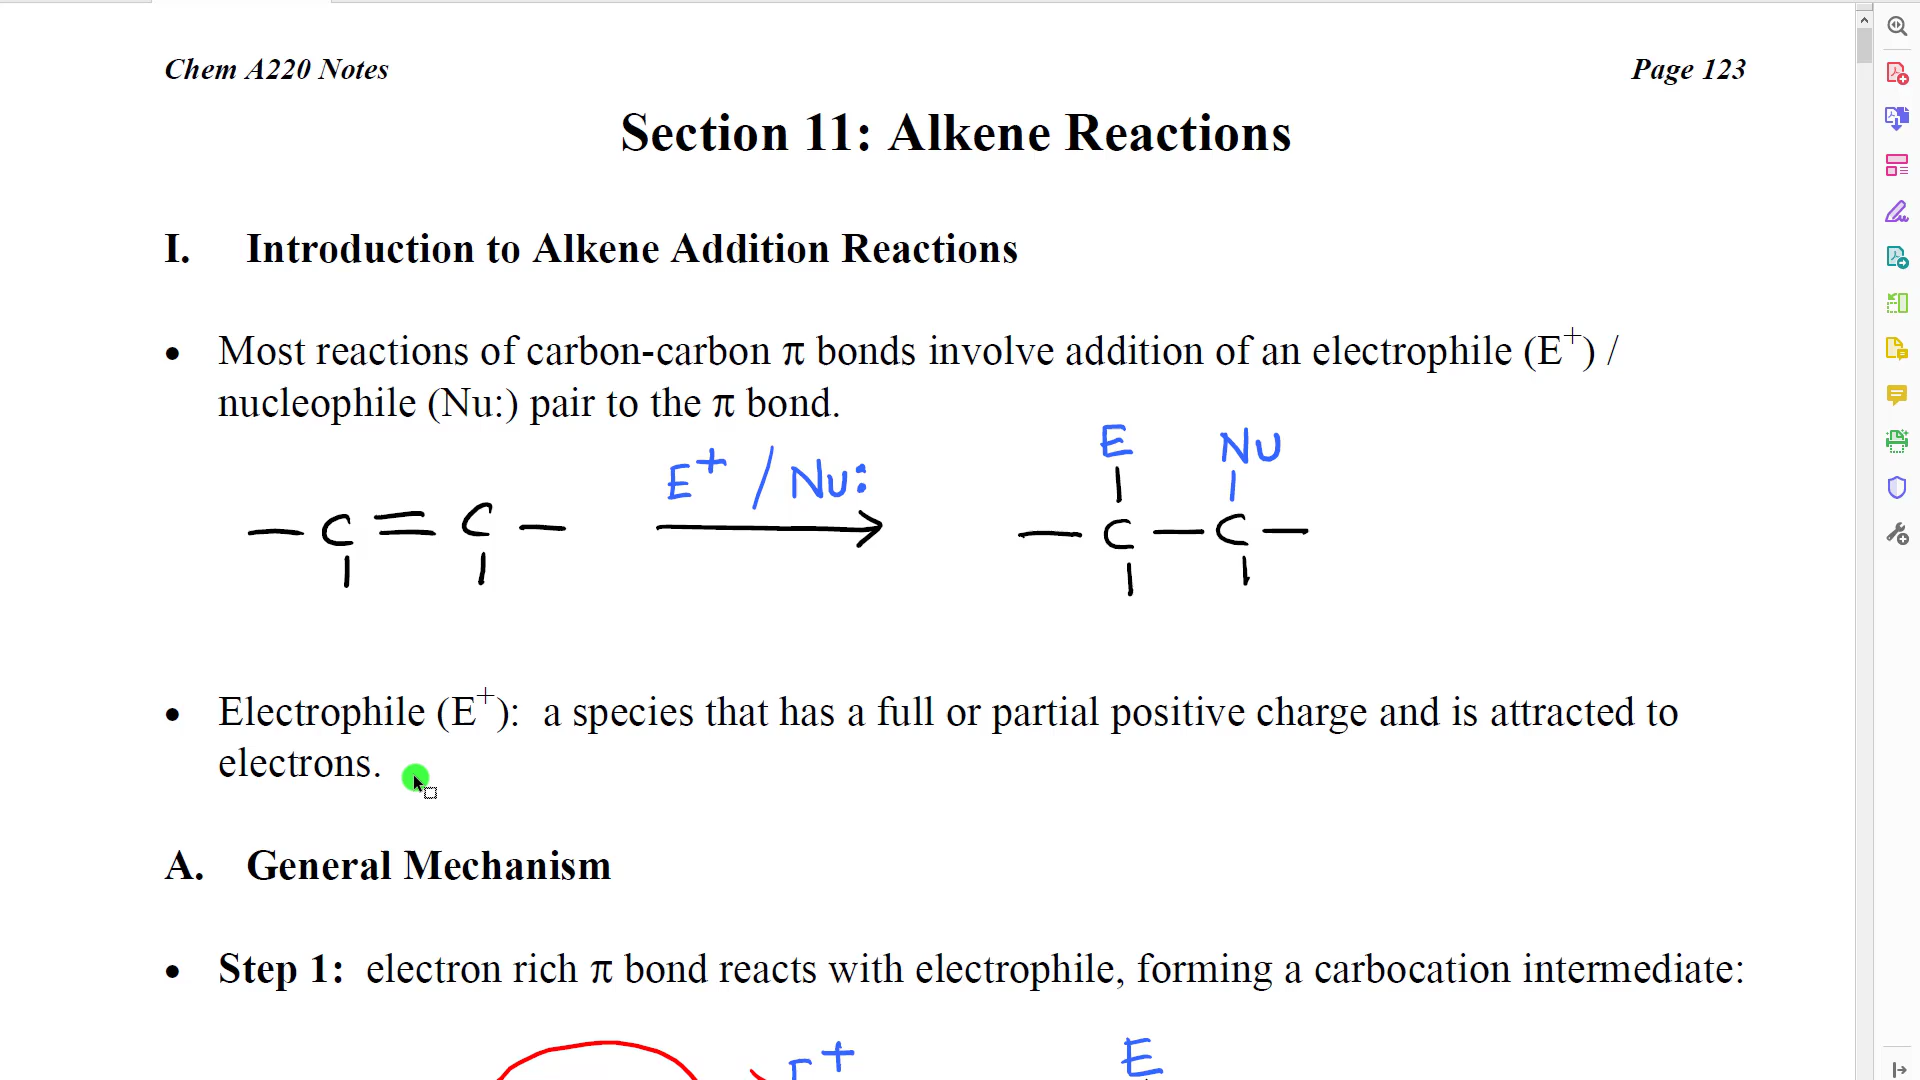 Chem A220 Notes Page 123
Section 11: Alkene Reactions
I. Introduction to Alkene Addition Reactions
• Most reactions of carbon-carbon π bonds involve addition of an electrophile (E⁺) /
nucleophile (Nu:) pair to the π bond.
E Nu
E⁺ / Nu:
— C = C — → — C — C —
• Electrophile (E⁺): a species that has a full or partial positive charge and is attracted to
electrons.
A. General Mechanism
• Step 1: electron rich π bond reacts with electrophile, forming a carbocation intermediate:
E⁺ E